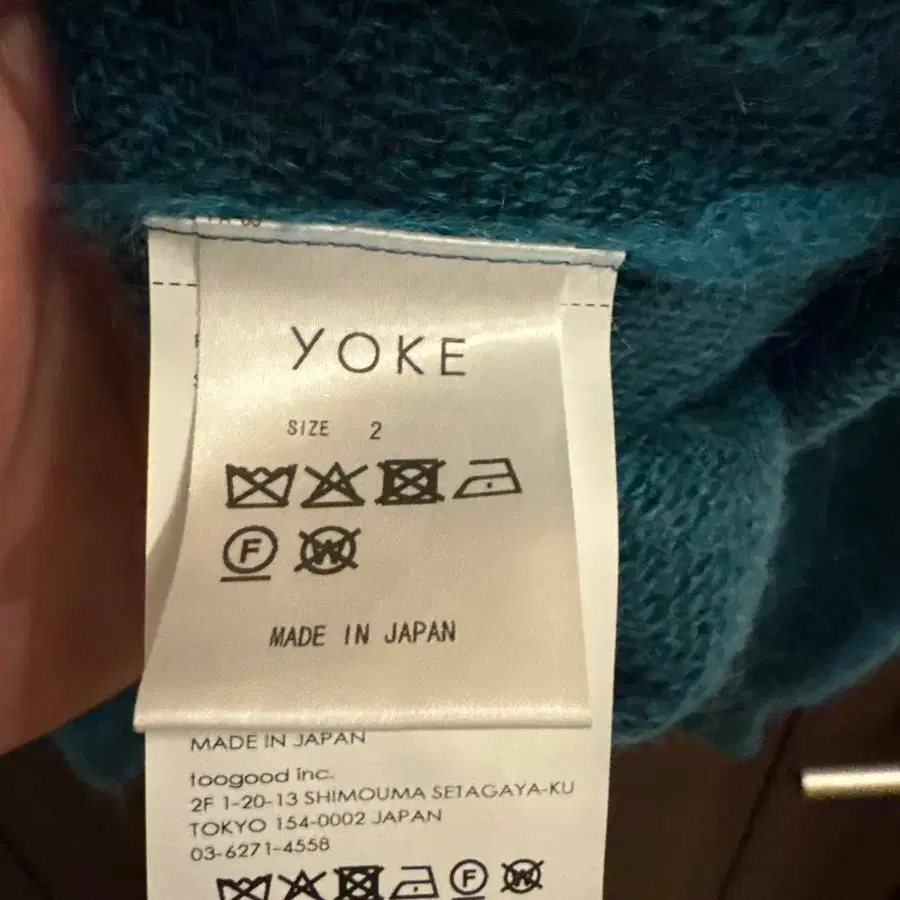 YOKE
SIZE 2
F W
MADE IN JAPAN
MADE IN JAPAN
toogood inc.
2F 1-20-13 SHIMOUMA SETAGAYA-KU
TOKYO 154-0002 JAPAN
03-6271-4558
F W